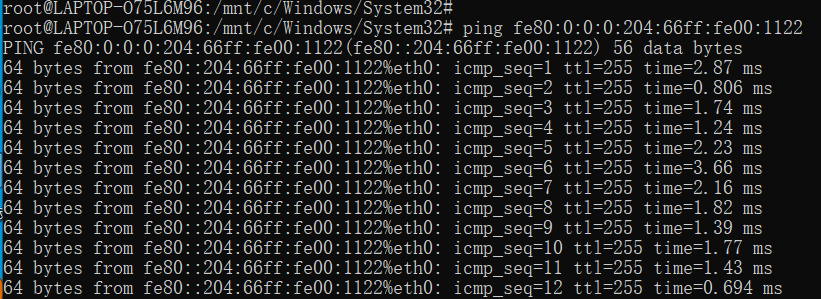 root@LAPTOP-O75L6M96:/mnt/c/Windows/System32#
root@LAPTOP-O75L6M96:/mnt/c/Windows/System32# ping fe80:0:0:0:204:66ff:fe00:1122
PING fe80:0:0:0:204:66ff:fe00:1122(fe80::204:66ff:fe00:1122) 56 data bytes
64 bytes from fe80::204:66ff:fe00:1122%eth0: icmp_seq=1 ttl=255 time=2.87 ms
64 bytes from fe80::204:66ff:fe00:1122%eth0: icmp_seq=2 ttl=255 time=0.806 ms
64 bytes from fe80::204:66ff:fe00:1122%eth0: icmp_seq=3 ttl=255 time=1.74 ms
64 bytes from fe80::204:66ff:fe00:1122%eth0: icmp_seq=4 ttl=255 time=1.24 ms
64 bytes from fe80::204:66ff:fe00:1122%eth0: icmp_seq=5 ttl=255 time=2.23 ms
64 bytes from fe80::204:66ff:fe00:1122%eth0: icmp_seq=6 ttl=255 time=3.66 ms
64 bytes from fe80::204:66ff:fe00:1122%eth0: icmp_seq=7 ttl=255 time=2.16 ms
64 bytes from fe80::204:66ff:fe00:1122%eth0: icmp_seq=8 ttl=255 time=1.82 ms
64 bytes from fe80::204:66ff:fe00:1122%eth0: icmp_seq=9 ttl=255 time=1.39 ms
64 bytes from fe80::204:66ff:fe00:1122%eth0: icmp_seq=10 ttl=255 time=1.77 ms
64 bytes from fe80::204:66ff:fe00:1122%eth0: icmp_seq=11 ttl=255 time=1.43 ms
64 bytes from fe80::204:66ff:fe00:1122%eth0: icmp_seq=12 ttl=255 time=0.694 ms